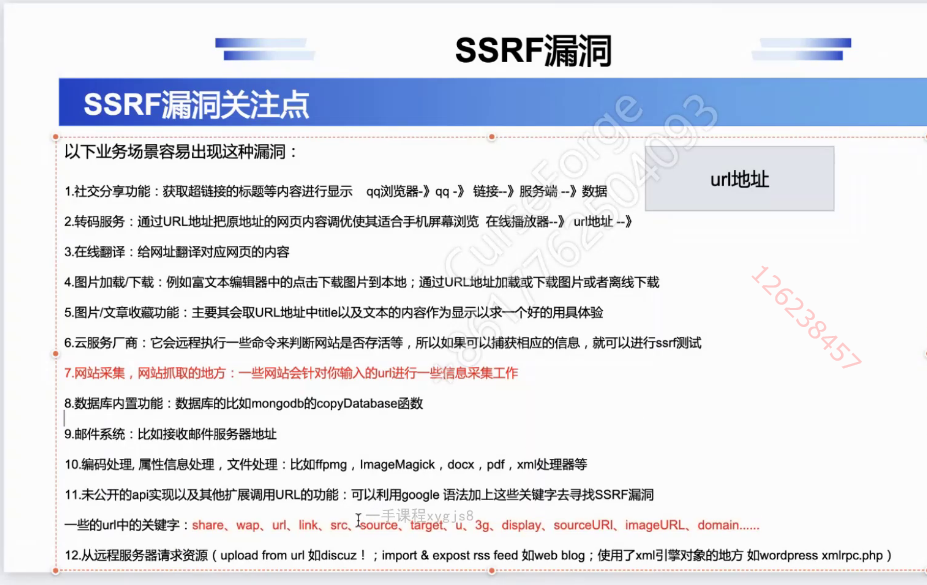 SSRF漏洞
SSRF漏洞关注点
以下业务场景容易出现这种漏洞：
url地址
1.社交分享功能：获取超链接的标题等内容进行显示 qq浏览器-》qq -》 链接--》服务端 --》数据
2.转码服务：通过URL地址把原地址的网页内容调优使其适合手机屏幕浏览 在线播放器--》 url地址 --》
3.在线翻译：给网址翻译对应网页的内容
4.图片加载/下载：例如富文本编辑器中的点击下载图片到本地；通过URL地址加载或下载图片或者离线下载
5.图片/文章收藏功能：主要其会取URL地址中title以及文本的内容作为显示以求一个好的用具体验
6.云服务厂商：它会远程执行一些命令来判断网站是否存活等，所以如果可以捕获相应的信息，就可以进行ssrf测试
7.网站采集，网站抓取的地方：一些网站会针对你输入的url进行一些信息采集工作
8.数据库内置功能：数据库的比如mongodb的copyDatabase函数
9.邮件系统：比如接收邮件服务器地址
10.编码处理, 属性信息处理，文件处理：比如ffpmg，ImageMagick，docx，pdf，xml处理器等
11.未公开的api实现以及其他扩展调用URL的功能：可以利用google 语法加上这些关键字去寻找SSRF漏洞
一些的url中的关键字：share、wap、url、link、src、source、target、u、3g、display、sourceURl、imageURL、domain......
12.从远程服务器请求资源（upload from url 如discuz！；import & expost rss feed 如web blog；使用了xml引擎对象的地方 如wordpress xmlrpc.php）
CurseForge
+8617762504093
126238457
一手课程xygjs8